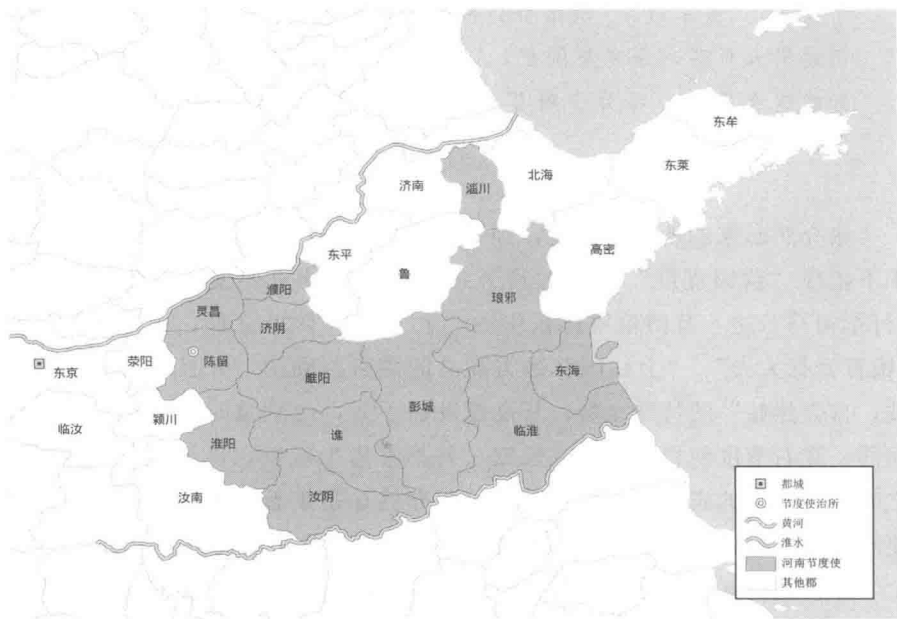 东牟
北海
东莱
济南
淄川
高密
东平
鲁
琅邪
濮阳
灵昌
济阴
荥阳
陈留
东京
睢阳
东海
彭城
颍川
临汝
谯
临淮
淮阳
汝南
汝阴
都城
节度使治所
黄河
淮水
河南节度使
其他郡